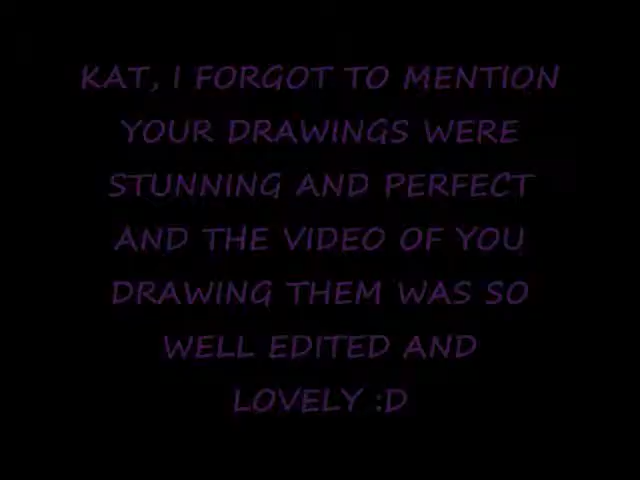 KAT, I FORGOT TO MENTION
YOUR DRAWINGS WERE
STUNNING AND PERFECT
AND THE VIDEO OF YOU
DRAWING THEM WAS SO
WELL EDITED AND
LOVELY :D